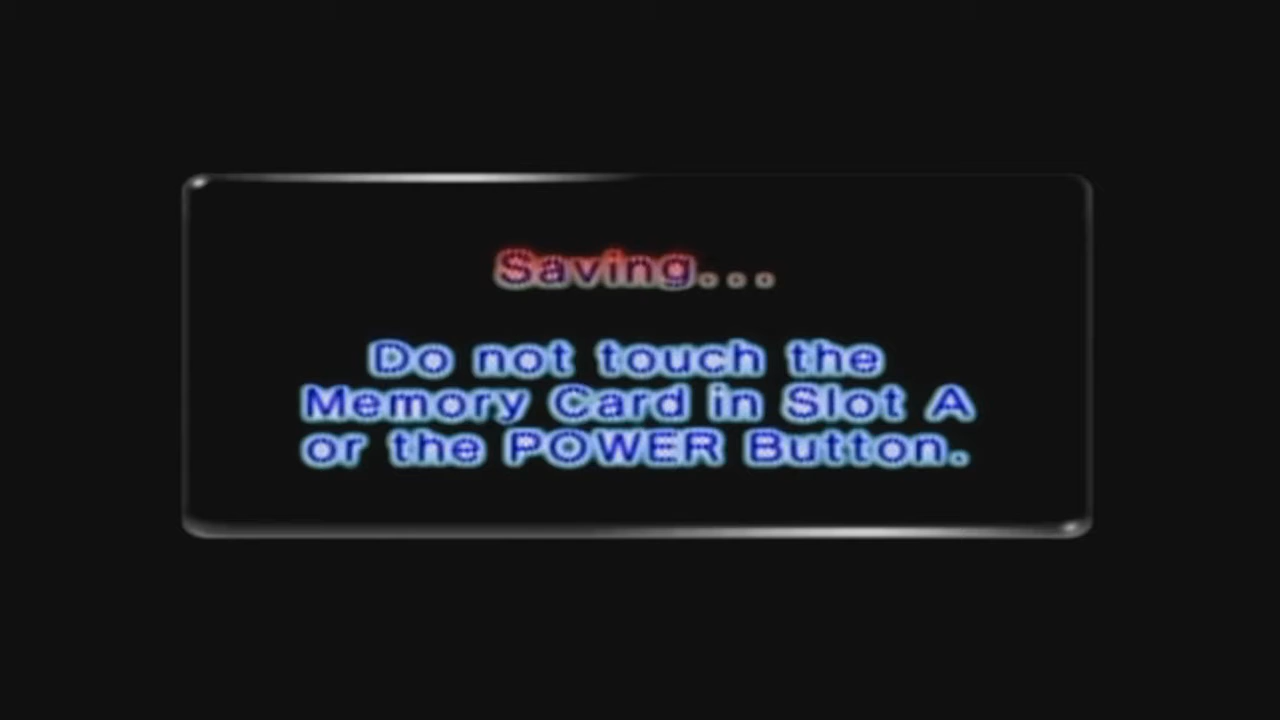 Saving...
Do not touch the
Memory Card in Slot A
or the POWER Button.